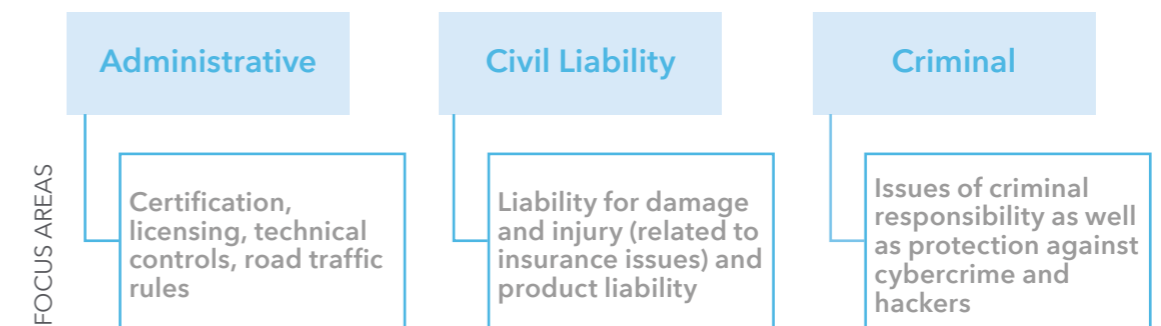 Administrative
Civil Liability
Criminal
FOCUS AREAS
Certification,
licensing, technical
controls, road traffic
rules
Liability for damage
and injury (related to
insurance issues) and
product liability
Issues of criminal
responsibility as well
as protection against
cybercrime and
hackers